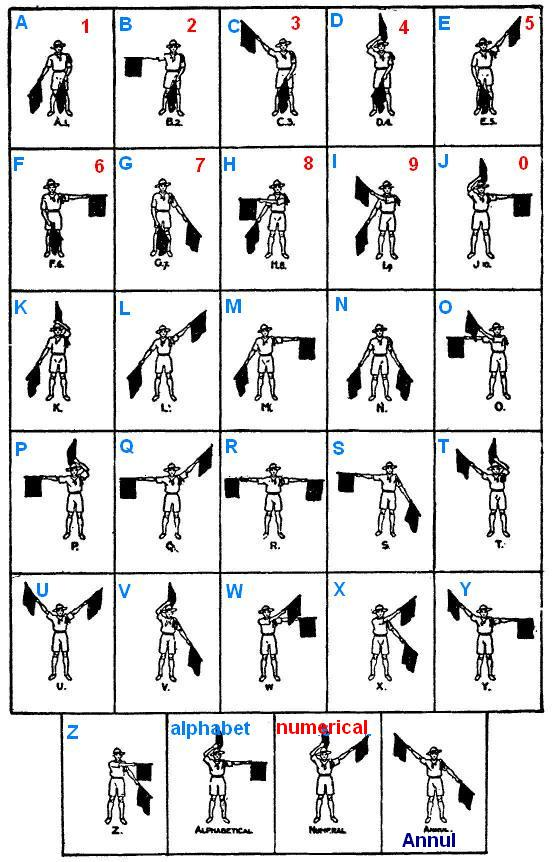 A 1 B 2 C 3 D 4 E 5
A.1. B.2. C.3. D.4. E.5.
F 6 G 7 H 8 I 9 J 0
F.6. G.7. H.8. I.9 J 10.
K L M N O
K. L. M. N. O.
P Q R S T
P. Q. R. S. T.
U V W X Y
U. V. W X. Y.
Z alphabet numerical
Z. ALPHABETICAL NUMERAL ANNUL.
Annul